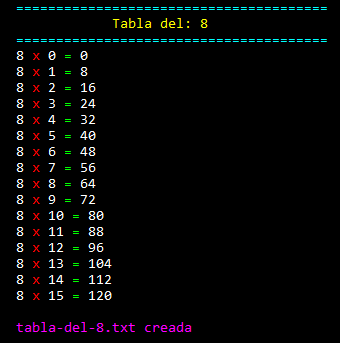 =======================================
Tabla del: 8
=======================================
8 x 0 = 0
8 x 1 = 8
8 x 2 = 16
8 x 3 = 24
8 x 4 = 32
8 x 5 = 40
8 x 6 = 48
8 x 7 = 56
8 x 8 = 64
8 x 9 = 72
8 x 10 = 80
8 x 11 = 88
8 x 12 = 96
8 x 13 = 104
8 x 14 = 112
8 x 15 = 120
tabla-del-8.txt creada